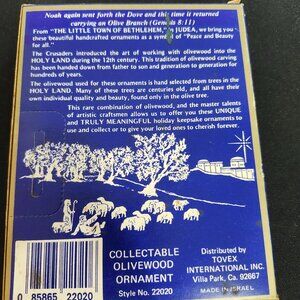 Noah again sent forth the Dove and this time it returned
carrying an Olive Branch (Genesis 8:11)
From "THE LITTLE TOWN OF BETHLEHEM," in JUDEA, we bring you
these beautiful handcrafted ornaments as a symbol of "Peace and Beauty
for all."
The Crusaders introduced the art of working with olivewood into the
HOLY LAND during the 12th century. This tradition of carving
has been handed down from father to son and generation to generation for
hundreds of years.
The olivewood used for these ornaments is hand selected from trees in the
HOLY LAND. Many of these trees are centuries old, and all have their
own individual quality and beauty, found only in the olive tree.
This rare combination of olivewood, and the master talents
of artistic craftsmen allows us to offer you these UNIQUE
and TRULY MEANINGFUL holiday keepsake ornaments
to use and collect or to give your loved ones to cherish forever.
COLLECTABLE
OLIVEWOOD
ORNAMENT
Style No. 22020
Distributed by
TOVEX
INTERNATIONAL INC.
Villa Park, Ca. 92667
MADE IN ISRAEL
0 85865 22020